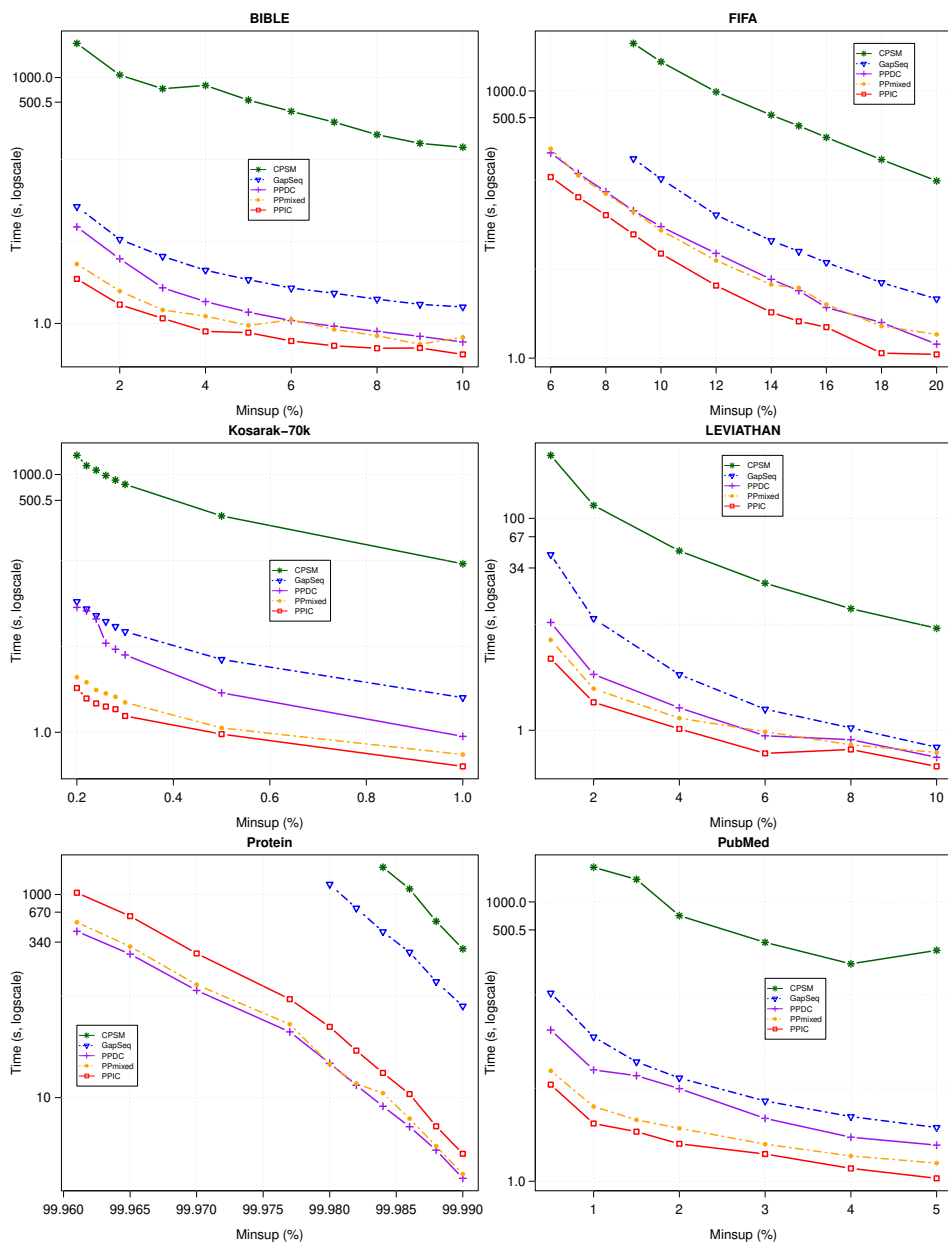 BIBLE
Time (s, logscale)
1000.0
500.5
1.0
CPSM
GapSeq
PPDC
PPmixed
PPIC
2 4 6 8 10
Minsup (%)
FIFA
Time (s, logscale)
1000.0
500.5
1.0
CPSM
GapSeq
PPDC
PPmixed
PPIC
6 8 10 12 14 16 18 20
Minsup (%)
Kosarak−70k
Time (s, logscale)
1000.0
500.5
1.0
CPSM
GapSeq
PPDC
PPmixed
PPIC
0.2 0.4 0.6 0.8 1.0
Minsup (%)
LEVIATHAN
Time (s, logscale)
100
67
34
1
CPSM
GapSeq
PPDC
PPmixed
PPIC
2 4 6 8 10
Minsup (%)
Protein
Time (s, logscale)
1000
670
340
10
CPSM
GapSeq
PPDC
PPmixed
PPIC
99.960 99.965 99.970 99.975 99.980 99.985 99.990
Minsup (%)
PubMed
Time (s, logscale)
1000.0
500.5
1.0
CPSM
GapSeq
PPDC
PPmixed
PPIC
1 2 3 4 5
Minsup (%)